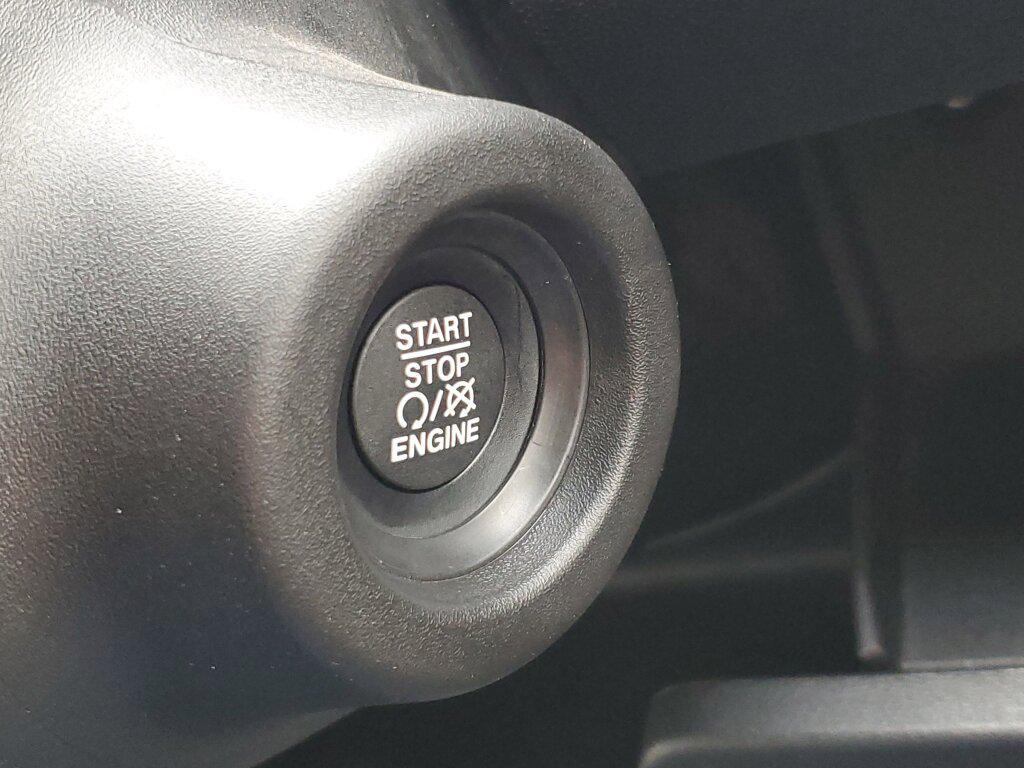 START
STOP
/
ENGINE